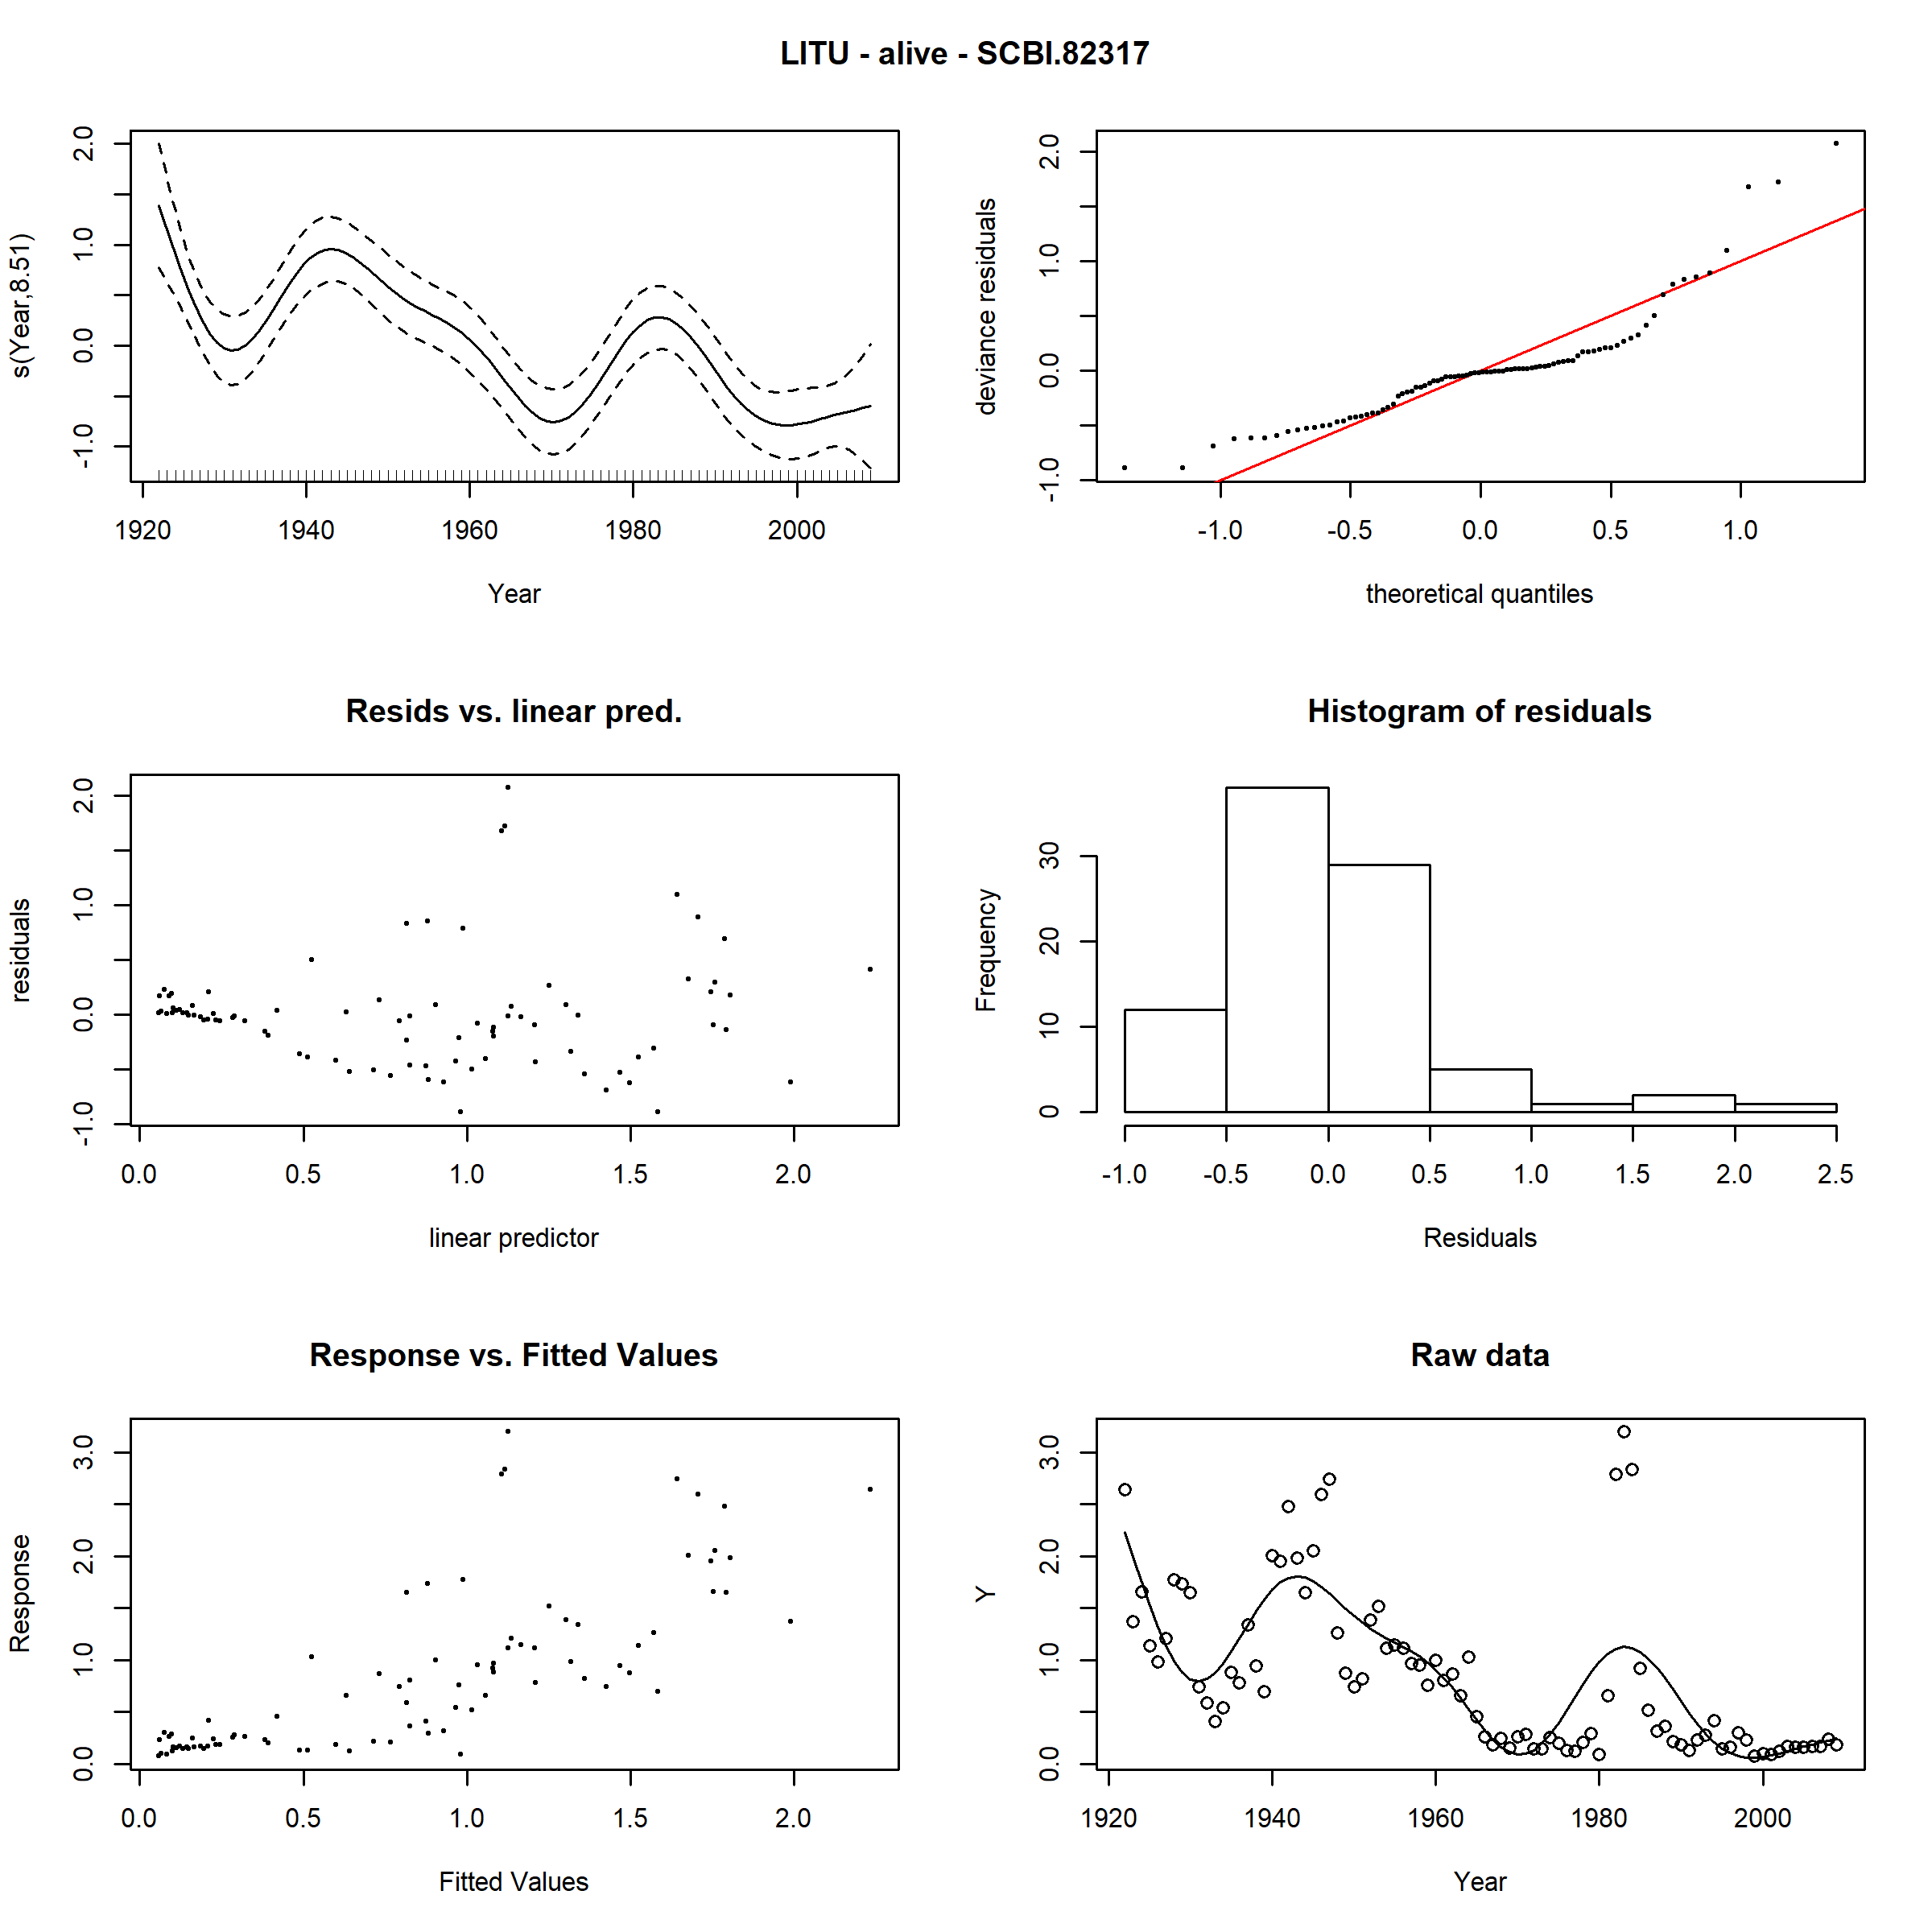 LITU - alive - SCBI.82317
s(Year,8.51)
-1.0 0.0 1.0 2.0
1920 1940 1960 1980 2000
Year
deviance residuals
-1.0 0.0 1.0 2.0
-1.0 -0.5 0.0 0.5 1.0
theoretical quantiles
Resids vs. linear pred.
residuals
-1.0 0.0 1.0 2.0
0.0 0.5 1.0 1.5 2.0
linear predictor
Histogram of residuals
Frequency
0 10 20 30
-1.0 -0.5 0.0 0.5 1.0 1.5 2.0 2.5
Residuals
Response vs. Fitted Values
Response
0.0 1.0 2.0 3.0
0.0 0.5 1.0 1.5 2.0
Fitted Values
Raw data
Y
0.0 1.0 2.0 3.0
1920 1940 1960 1980 2000
Year